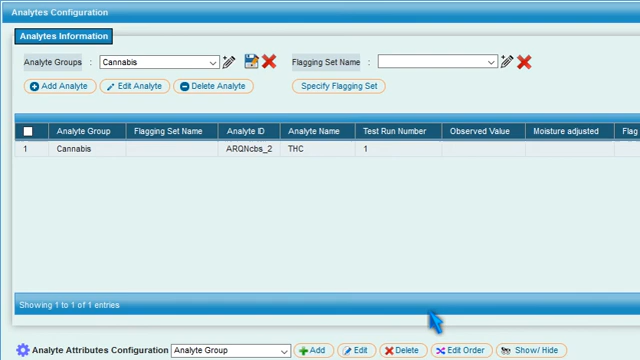 Analytes Configuration
Analytes Information
Analyte Groups : Cannabis Flagging Set Name :
Add Analyte Edit Analyte Delete Analyte Specify Flagging Set
Analyte Group Flagging Set Name Analyte ID Analyte Name Test Run Number Observed Value Moisture adjusted Flag
1 Cannabis ARQNcbs_2 THC 1
Showing 1 to 1 of 1 entries
Analyte Attributes Configuration Analyte Group Add Edit Delete Edit Order Show/Hide